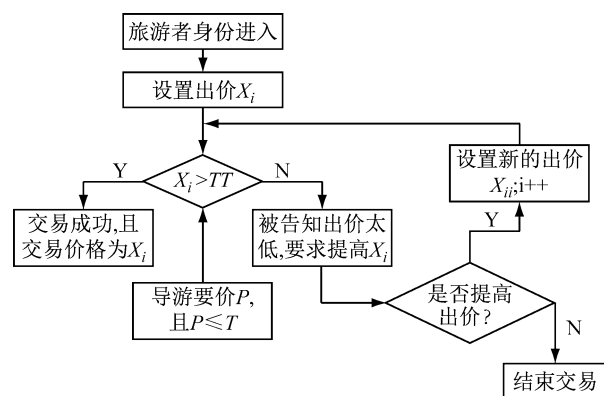 旅游者身份进入
设置出价Xi
设置新的出价
Xii;i++
Y
Xi>TT
N
交易成功,且
交易价格为Xi
被告知出价太
低,要求提高Xi
Y
导游要价P,
且P≤T
是否提高
出价?
N
结束交易